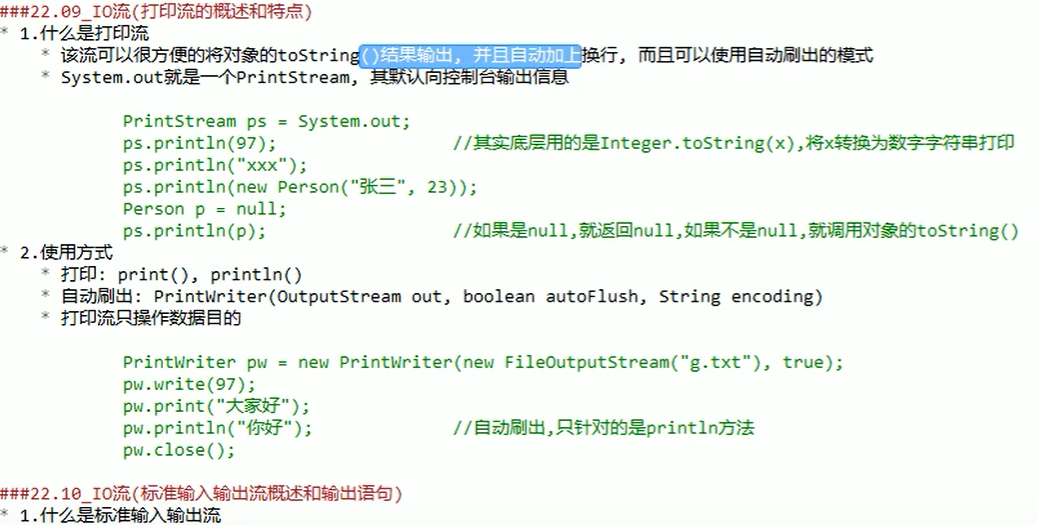 ###22.09_IO流(打印流的概述和特点)
* 1.什么是打印流
* 该流可以很方便的将对象的toString()结果输出, 并且自动加上换行, 而且可以使用自动刷出的模式
* System.out就是一个PrintStream, 其默认向控制台输出信息
PrintStream ps = System.out;
ps.println(97); //其实底层用的是Integer.toString(x),将x转换为数字字符串打印
ps.println("xxx");
ps.println(new Person("张三", 23));
Person p = null;
ps.println(p); //如果是null,就返回null,如果不是null,就调用对象的toString()
* 2.使用方式
* 打印: print(), println()
* 自动刷出: PrintWriter(OutputStream out, boolean autoFlush, String encoding)
* 打印流只操作数据目的
PrintWriter pw = new PrintWriter(new FileOutputStream("g.txt"), true);
pw.write(97);
pw.print("大家好");
pw.println("你好"); //自动刷出,只针对的是println方法
pw.close();
###22.10_IO流(标准输入输出流概述和输出语句)
* 1.什么是标准输入输出流